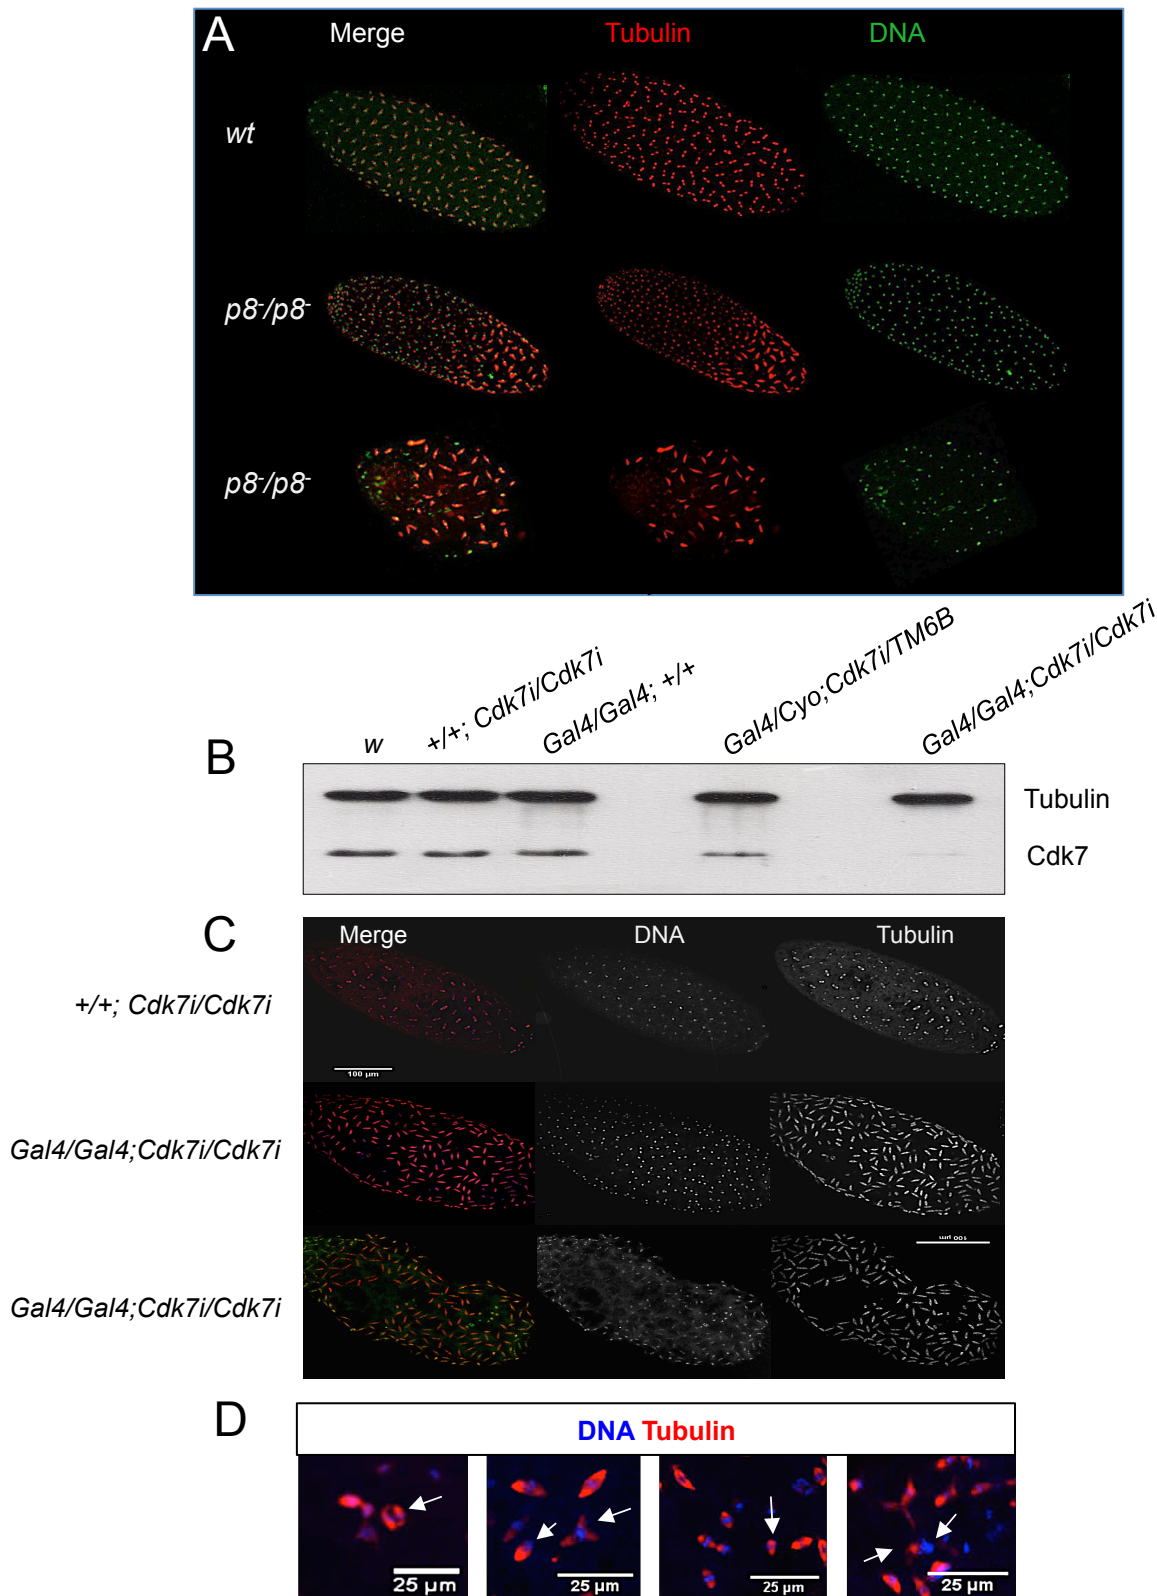 A
Merge Tubulin DNA
wt
p8-/p8-
p8-/p8-
B
w
+/+; Cdk7i/Cdk7i
Gal4/Gal4; +/+
Gal4/Cyo;Cdk7i/TM6B
Gal4/Gal4;Cdk7i/Cdk7i
Tubulin
Cdk7
C
Merge DNA Tubulin
+/+; Cdk7i/Cdk7i
100 µm
Gal4/Gal4;Cdk7i/Cdk7i
Gal4/Gal4;Cdk7i/Cdk7i
100 µm
D
DNA Tubulin
25 µm 25 µm 25 µm 25 µm